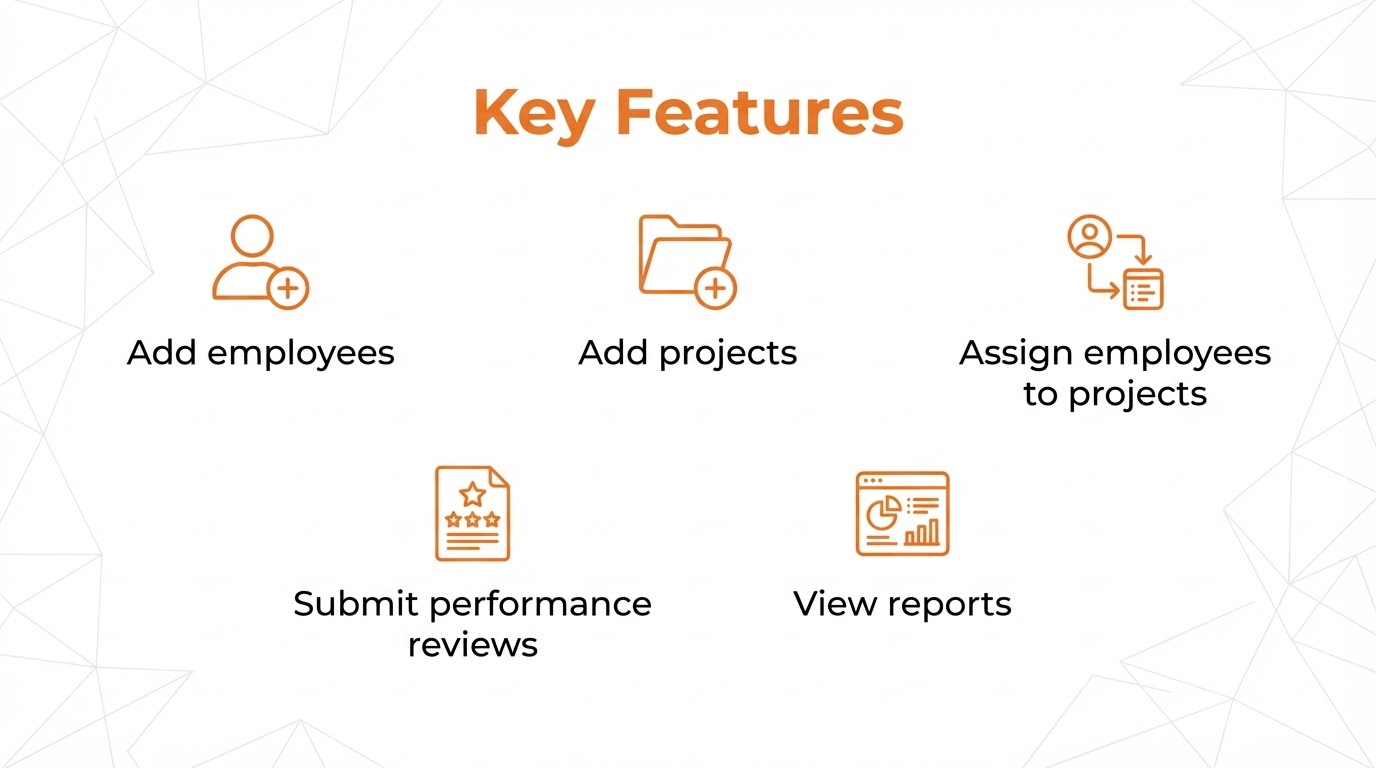 Key Features
Add employees
Add projects
Assign employees
to projects
Submit performance
reviews
View reports